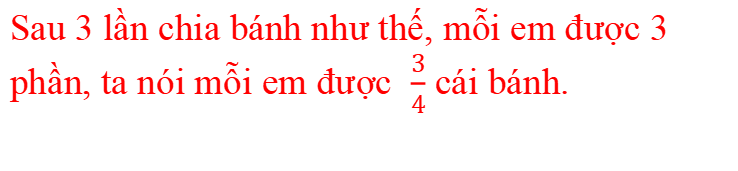 Sau 3 lần chia bánh như thế, mỗi em được 3
phần, ta nói mỗi em được 3/4 cái bánh.